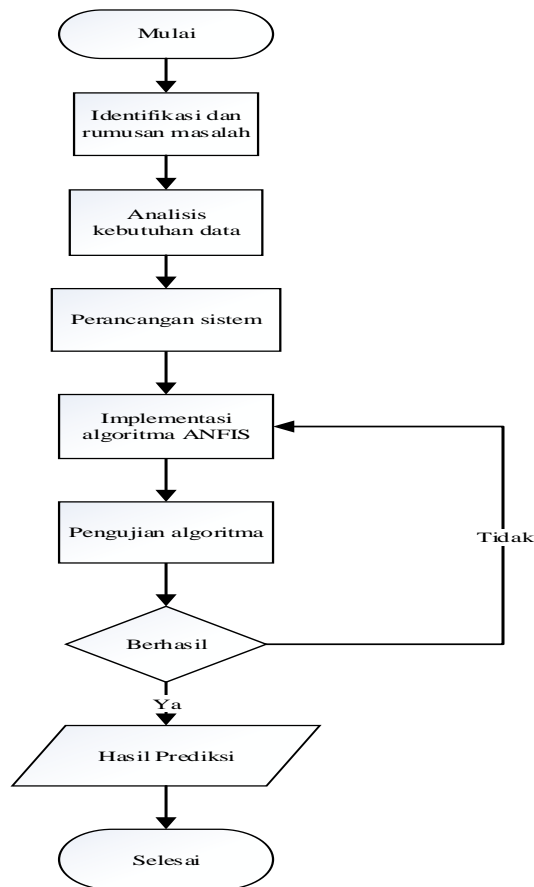 Mulai
Identifikasi dan
rumusan masalah
Analisis
kebutuhan data
Perancangan sistem
Implementasi
algoritma ANFIS
Pengujian algoritma
Tidak
Berhasil
Ya
Hasil Prediksi
Selesai